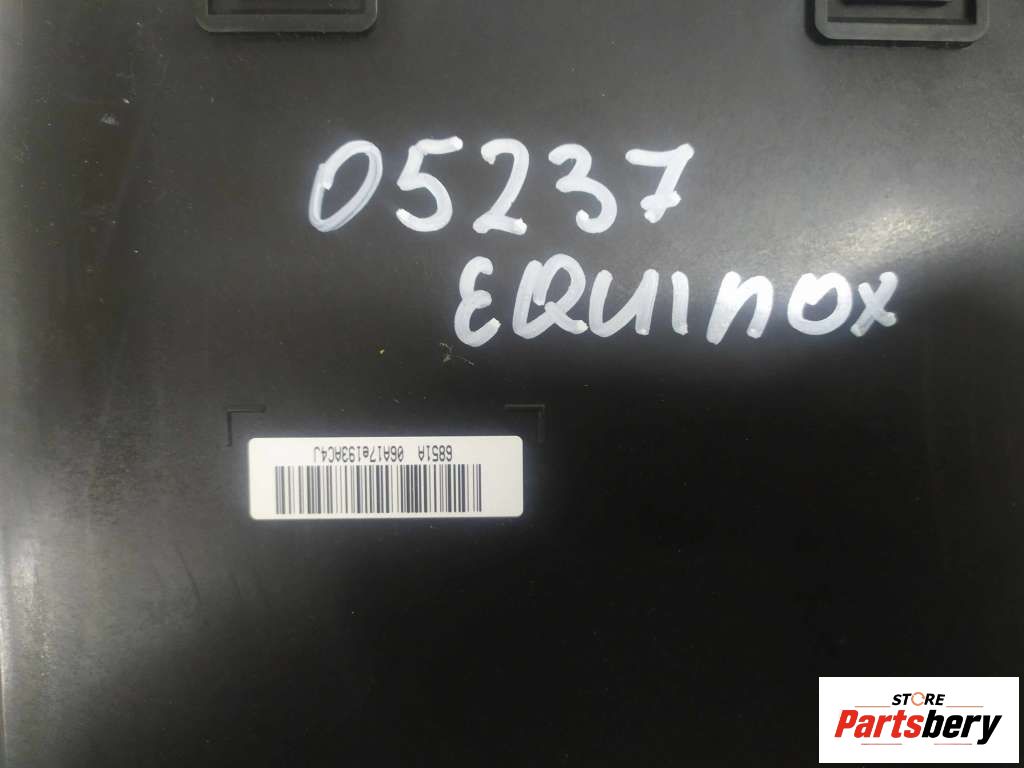 05237
EQUINOX
6851A 06A17e193AC4J
STORE
Partsbery